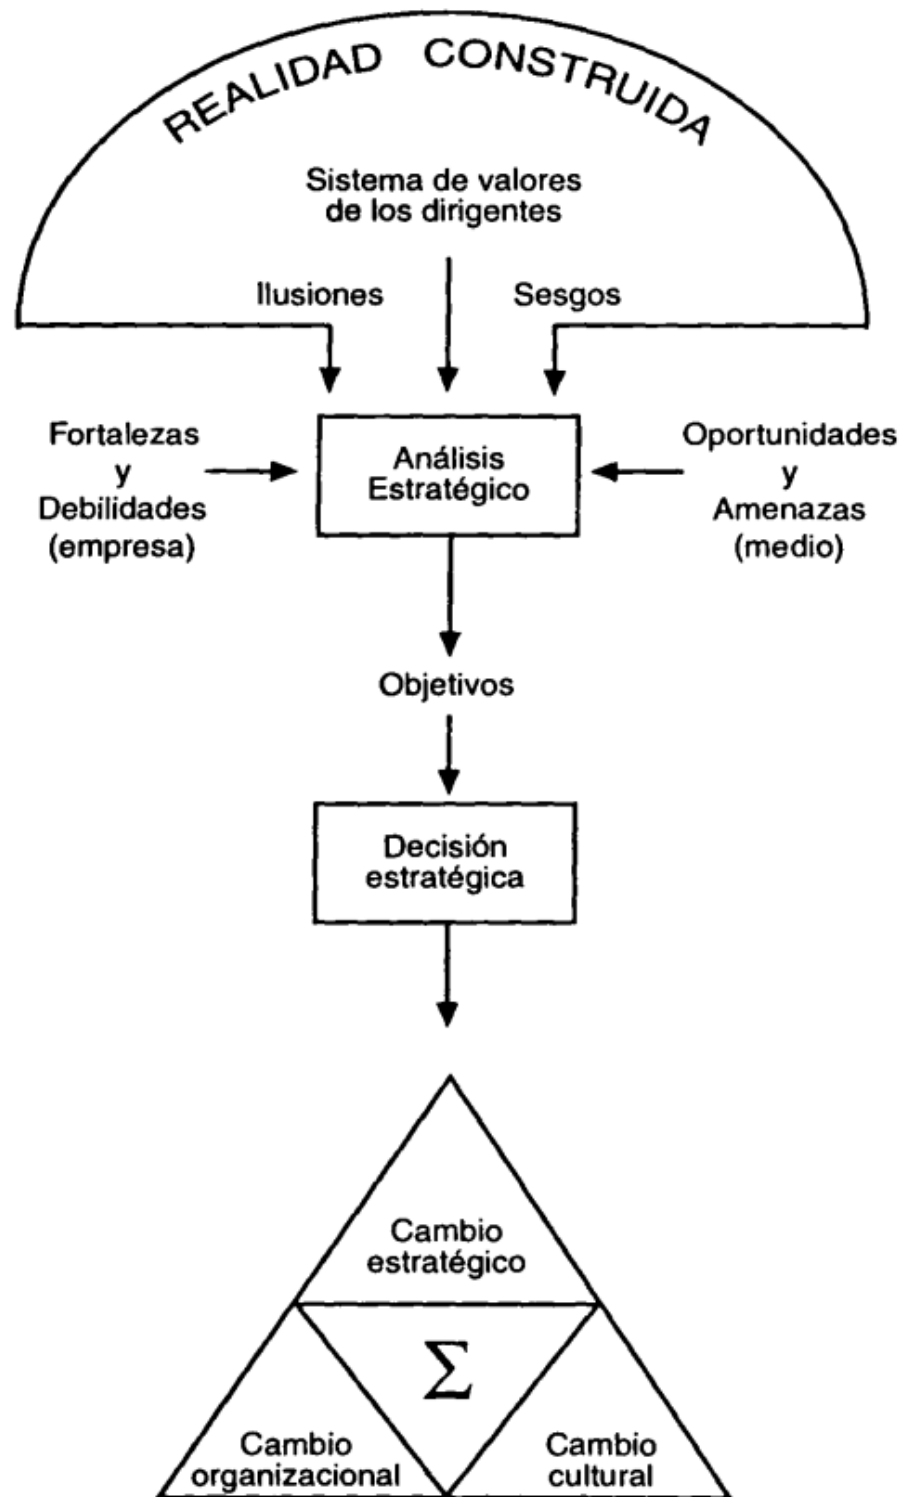 REALIDAD CONSTRUIDA
Sistema de valores
de los dirigentes
Ilusiones
Sesgos
Fortalezas
y
Debilidades
(empresa)
Análisis
Estratégico
Oportunidades
y
Amenazas
(medio)
Objetivos
Decisión
estratégica
Cambio
estratégico
Σ
Cambio
organizacional
Cambio
cultural